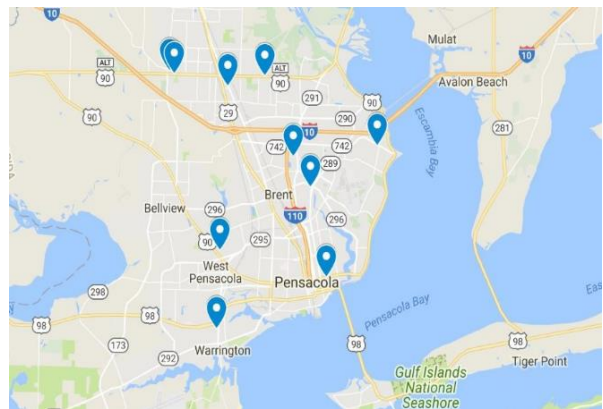 10
Mulat
ALT
90
ALT
90
10
Avalon Beach
90
291
90
29
290
Escambia Bay
281
10
742
742
289
Brent
Bellview
296
110
296
90
295
West
Pensacola
Pensacola
298
Pensacola Bay
98
98
98
98
173
Warrington
292
Gulf Islands
National
Seashore
Tiger Point